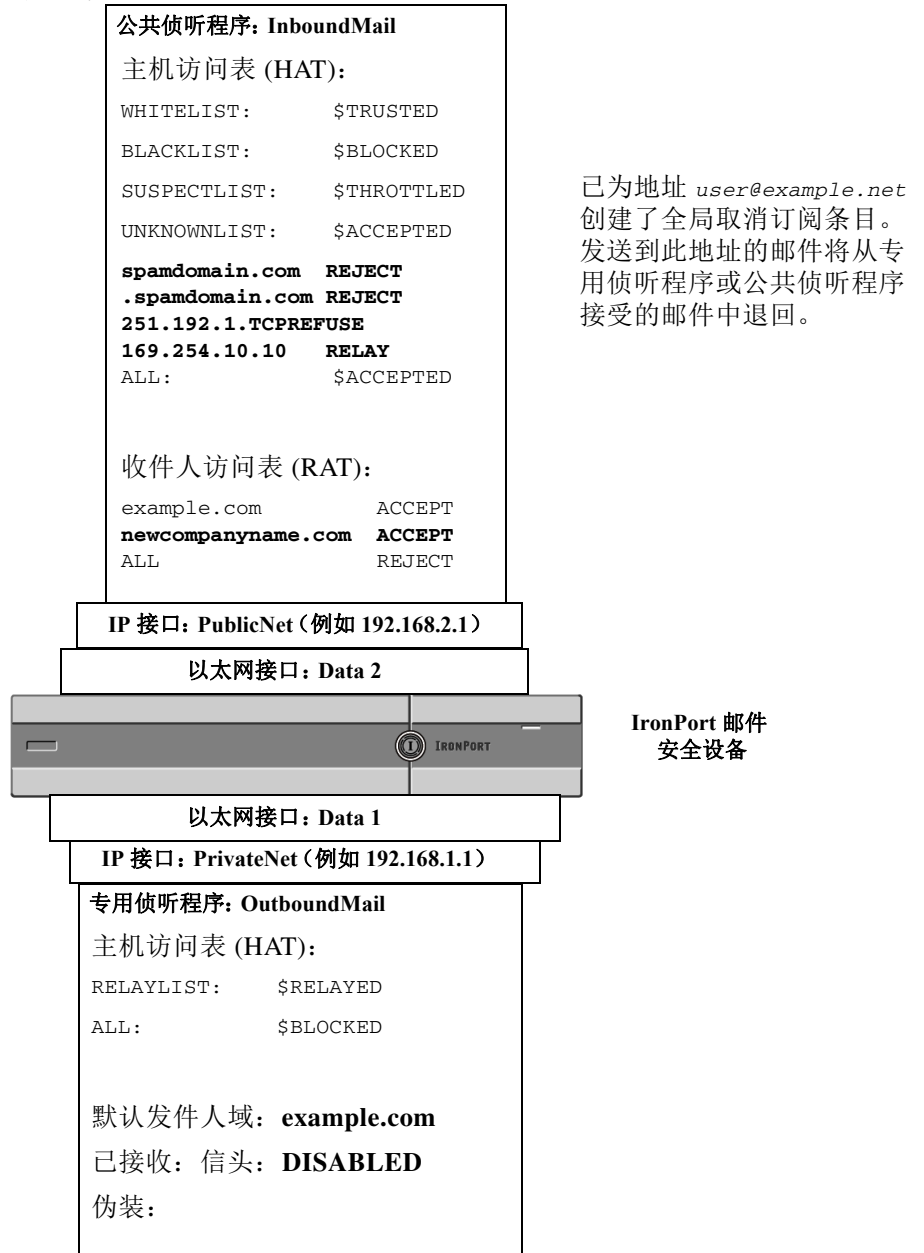 公共侦听程序: InboundMail
主机访问表 (HAT):
WHITELIST: $TRUSTED
BLACKLIST: $BLOCKED
SUSPECTLIST: $THROTTLED
UNKNOWNLIST: $ACCEPTED
spamdomain.com REJECT
.spamdomain.com REJECT
251.192.1.TCPREFUSE
169.254.10.10 RELAY
ALL: $ACCEPTED
收件人访问表 (RAT):
example.com ACCEPT
newcompanyname.com ACCEPT
ALL REJECT
已为地址 user@example.net
创建了全局取消订阅条目。
发送到此地址的邮件将从专
用侦听程序或公共侦听程序
接受的邮件中退回。
IP 接口: PublicNet（例如 192.168.2.1）
以太网接口: Data 2
I IRONPORT
IronPort 邮件
安全设备
以太网接口: Data 1
IP 接口: PrivateNet（例如 192.168.1.1）
专用侦听程序: OutboundMail
主机访问表 (HAT):
RELAYLIST: $RELAYED
ALL: $BLOCKED
默认发件人域: example.com
已接收: 信头: DISABLED
伪装: